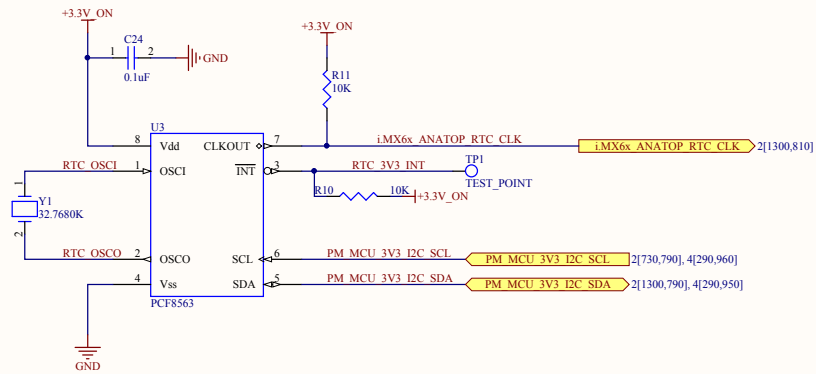 +3.3V_ON
C24
1 2
GND
0.1uF
+3.3V_ON
R11
10K
U3
8 Vdd CLKOUT 7 i.MX6x_ANATOP_RTC_CLK i.MX6x_ANATOP_RTC_CLK 2[1300,810]
RTC_OSCI 1 OSCI INT 3 RTC_3V3_INT TP1
TEST_POINT
R10 10K +3.3V_ON
1
Y1
32.7680K
2
RTC_OSCO 2 OSCO SCL 6 PM_MCU_3V3_I2C_SCL PM_MCU_3V3_I2C_SCL 2[730,790], 4[290,960]
4 Vss SDA 5 PM_MCU_3V3_I2C_SDA PM_MCU_3V3_I2C_SDA 2[1300,790], 4[290,950]
PCF8563
GND